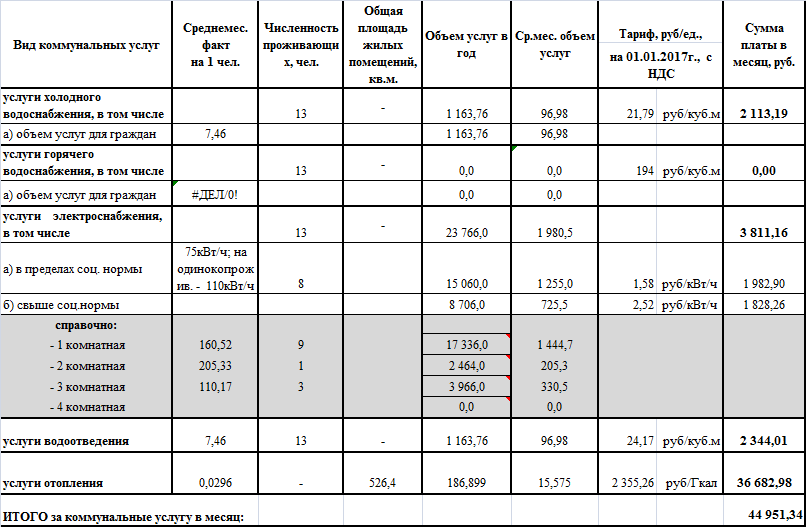 Вид коммунальных услуг
Среднемес.
факт
на 1 чел.
Численность
проживающи
х, чел.
Общая
площадь
жилых
помещений,
кв.м.
Объем услуг в
год
Ср.мес. объем
услуг
Тариф, руб/ед.,
на 01.01.2017г., с
НДС
Сумма
платы в
месяц, руб.
услуги холодного
водоснабжения, в том числе 13 - 1 163,76 96,98 21,79 руб/куб.м 2 113,19
а) объем услуг для граждан 7,46 1 163,76 96,98
услуги горячего
водоснабжения, в том числе 13 - 0,0 0,0 194 руб/куб.м 0,00
а) объем услуг для граждан #ДЕЛ/0! 0,0 0,0
услуги электроснабжения,
в том числе 13 - 23 766,0 1 980,5 3 811,16
а) в пределах соц. нормы
75кВт/ч; на
одинокопрож
ив. - 110кВт/ч
8 15 060,0 1 255,0 1,58 руб/кВт/ч 1 982,90
б) свыше соц.нормы 8 706,0 725,5 2,52 руб/кВт/ч 1 828,26
справочно:
- 1 комнатная 160,52 9 17 336,0 1 444,7
- 2 комнатная 205,33 1 2 464,0 205,3
- 3 комнатная 110,17 3 3 966,0 330,5
- 4 комнатная 0,0 0,0
услуги водоотведения 7,46 13 - 1 163,76 96,98 24,17 руб/куб.м 2 344,01
услуги отопления 0,0296 - 526,4 186,899 15,575 2 355,26 руб/Гкал 36 682,98
ИТОГО за коммунальные услугу в месяц: 44 951,34